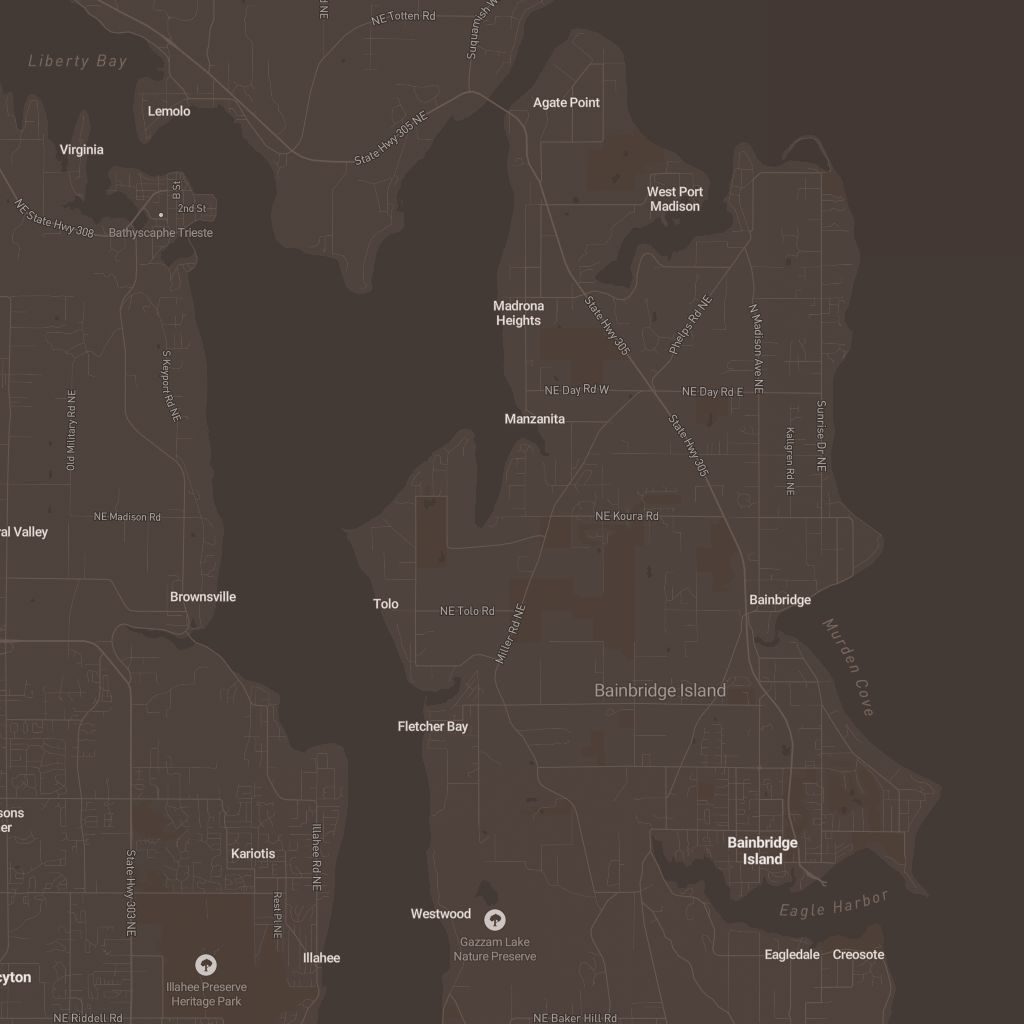 NE Totten Rd
Suquamish W
d NE
Liberty Bay
Agate Point
Lemolo
State Hwy 305 NE
Virginia
West Port
Madison
B St
2nd St
NE State Hwy 308
Bathyscaphe Trieste
Madrona
Heights
State Hwy 305
Phelps Rd NE
N Madison Ave NE
S Keyport Rd NE
NE Day Rd W
NE Day Rd E
Old Military Rd NE
Manzanita
State Hwy 305
Sunrise Dr NE
Kallgren Rd NE
NE Madison Rd
NE Koura Rd
al Valley
Brownsville
Tolo
NE Tolo Rd
Bainbridge
Miller Rd NE
Murden Cove
Bainbridge Island
Fletcher Bay
sons
er
Kariotis
Illahee Rd NE
Bainbridge
Island
State Hwy 303 NE
Rest Pl NE
Eagle Harbor
Westwood
Gazzam Lake
Nature Preserve
Illahee
Eagledale
Creosote
cyton
Illahee Preserve
Heritage Park
NE Riddell Rd
NE Baker Hill Rd